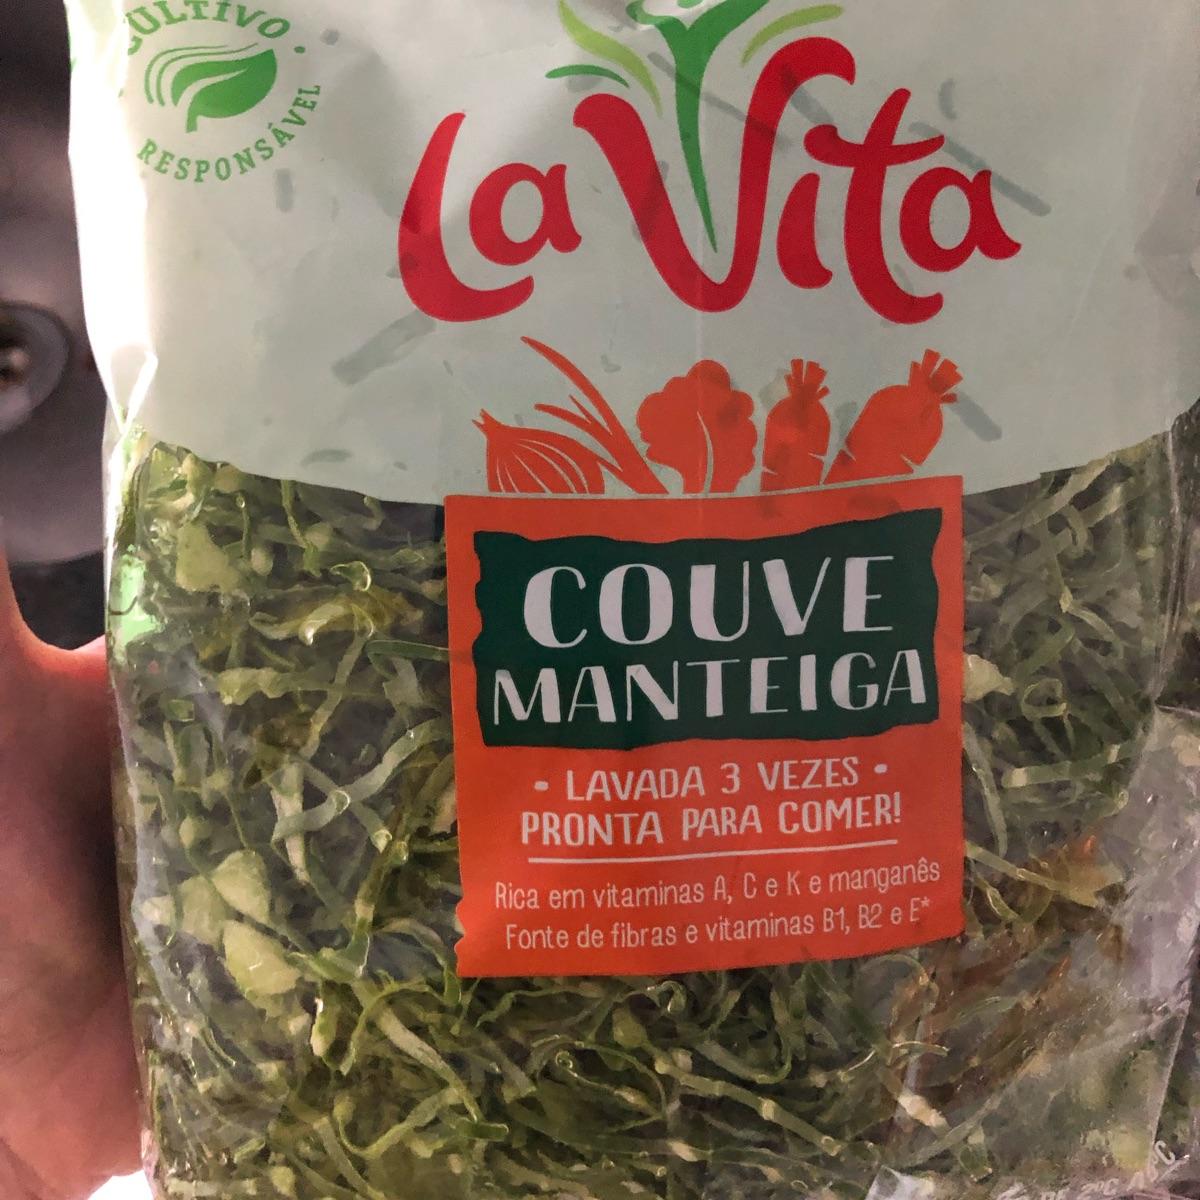 CULTIVO
RESPONSÁVEL
La Vita
COUVE
MANTEIGA
• LAVADA 3 VEZES •
PRONTA PARA COMER!
Rica em vitaminas A, C e K e manganês
Fonte de fibras e vitaminas B1, B2 e E*